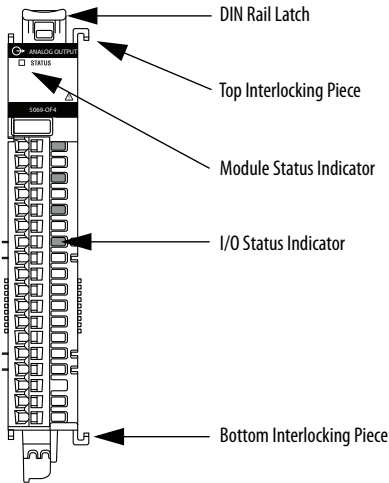 DIN Rail Latch
ANALOG OUTPUT
STATUS
Top Interlocking Piece
5069-OF4
Module Status Indicator
I/O Status Indicator
Bottom Interlocking Piece